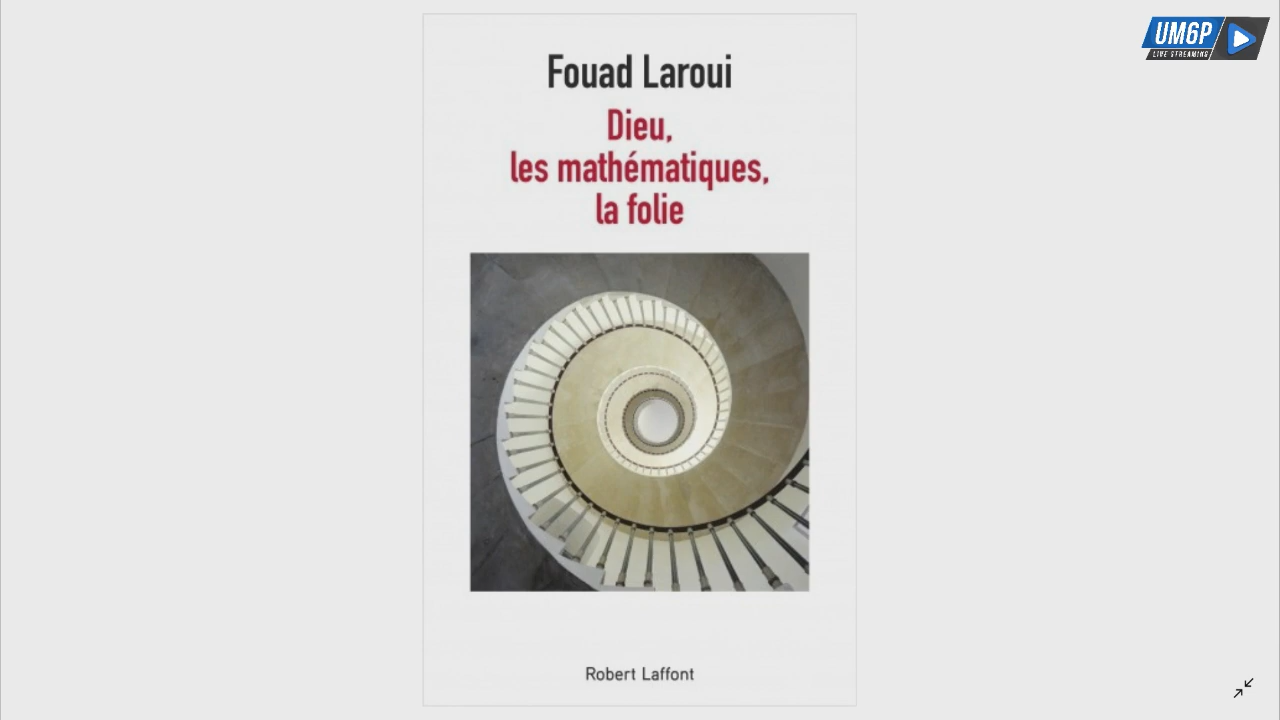 UM6P
LIVE STREAMING
Fouad Laroui
Dieu,
les mathématiques,
la folie
Robert Laffont